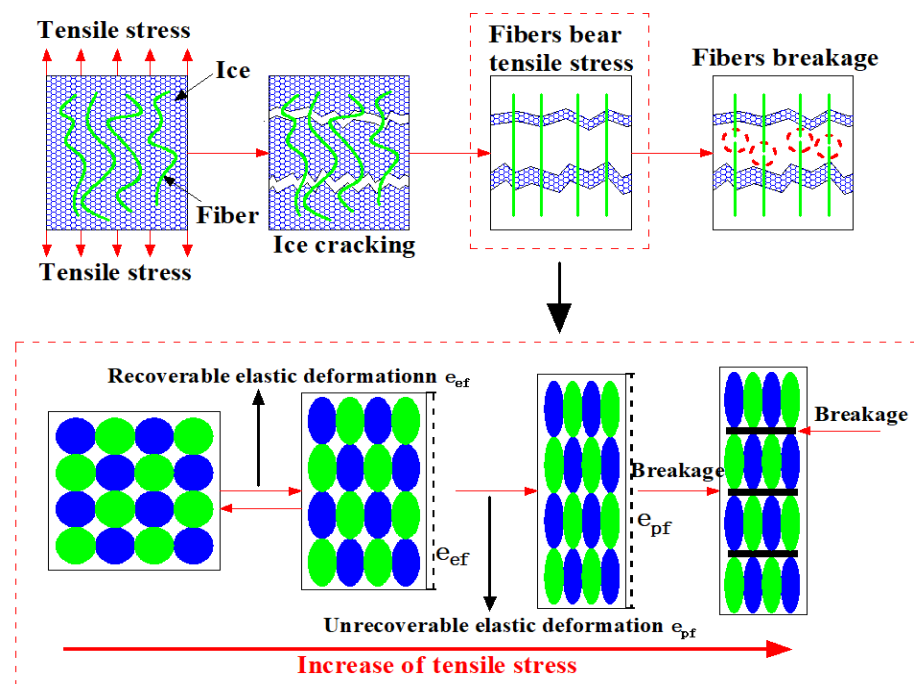 Tensile stress
Ice
Fiber
Tensile stress
Ice cracking
Fibers bear
tensile stress
Fibers breakage
Recoverable elastic deformationn e_ef
e_ef
Breakage
e_pf
Breakage
Unrecoverable elastic deformation e_pf
Increase of tensile stress